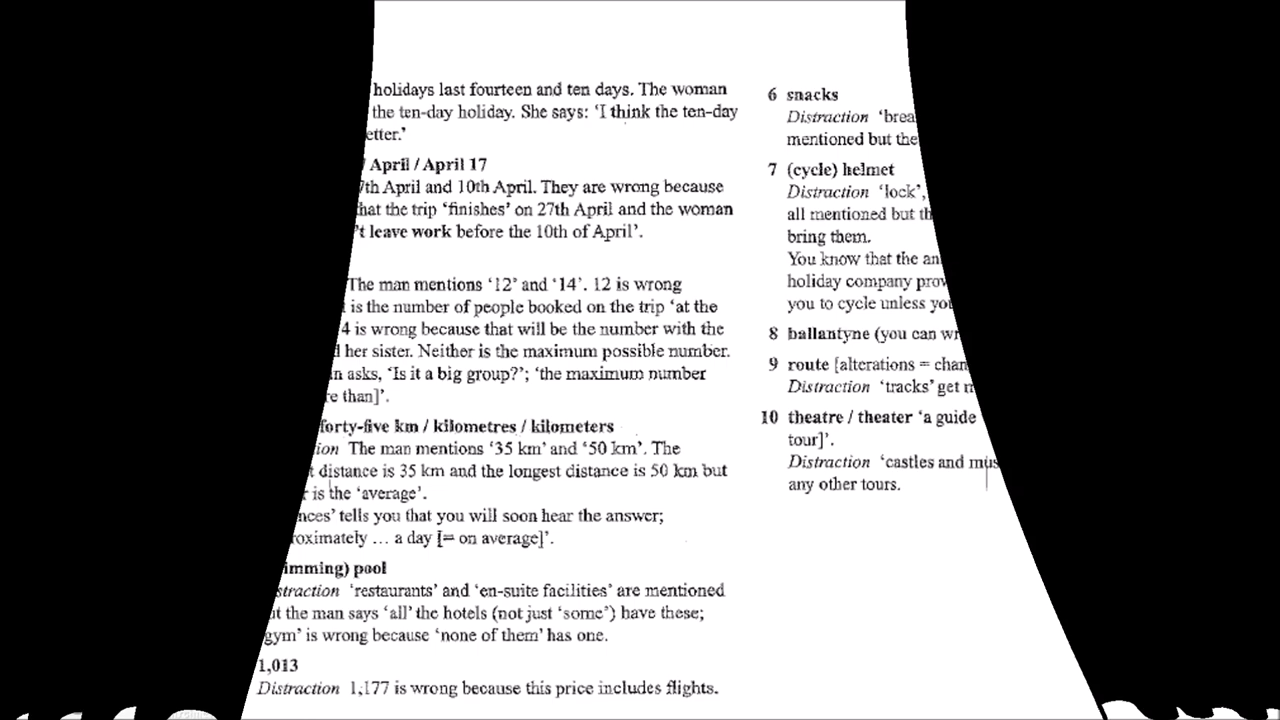 holidays last fourteen and ten days. The woman
the ten-day holiday. She says: ‘I think the ten-day
etter.’
April / April 17
7th April and 10th April. They are wrong because
hat the trip ‘finishes’ on 27th April and the woman
’t leave work before the 10th of April’.
The man mentions ‘12’ and ‘14’. 12 is wrong
is the number of people booked on the trip ‘at the
4 is wrong because that will be the number with the
her sister. Neither is the maximum possible number.
n asks, ‘Is it a big group?’; ‘the maximum number
e than]’.
forty-five km / kilometres / kilometers
ion The man mentions ‘35 km’ and ‘50 km’. The
t distance is 35 km and the longest distance is 50 km but
r is the ‘average’.
nces’ tells you that you will soon hear the answer;
roximately … a day [= on average]’.
imming) pool
straction ‘restaurants’ and ‘en-suite facilities’ are mentioned
ut the man says ‘all’ the hotels (not just ‘some’) have these;
gym’ is wrong because ‘none of them’ has one.
1,013
Distraction 1,177 is wrong because this price includes flights.
6 snacks
Distraction ‘brea
mentioned but the
7 (cycle) helmet
Distraction ‘lock’,
all mentioned but th
bring them.
You know that the an
holiday company prov
you to cycle unless you
8 ballantyne (you can wr
9 route [alterations = chan
Distraction ‘tracks’ get m
10 theatre / theater ‘a guide
tour]’.
Distraction ‘castles and mus
any other tours.